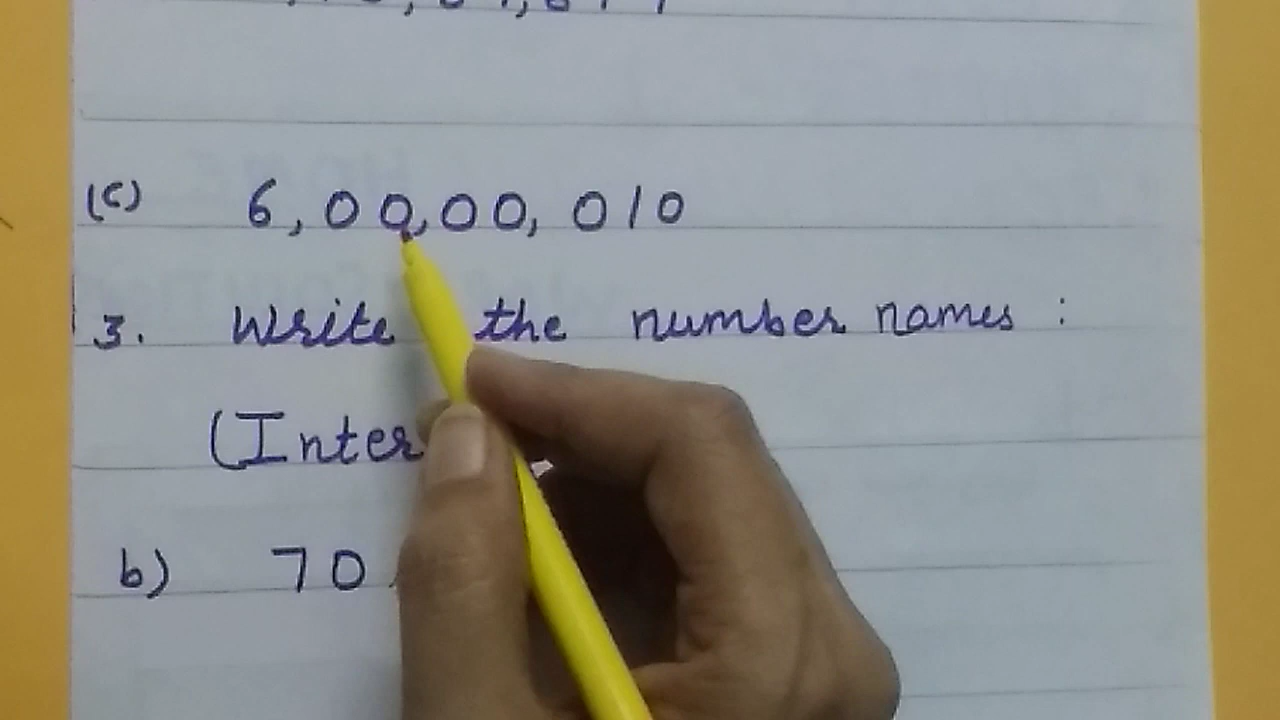 (C) 6,00,00,010
3. Write the number names :
(Inter
b) 70